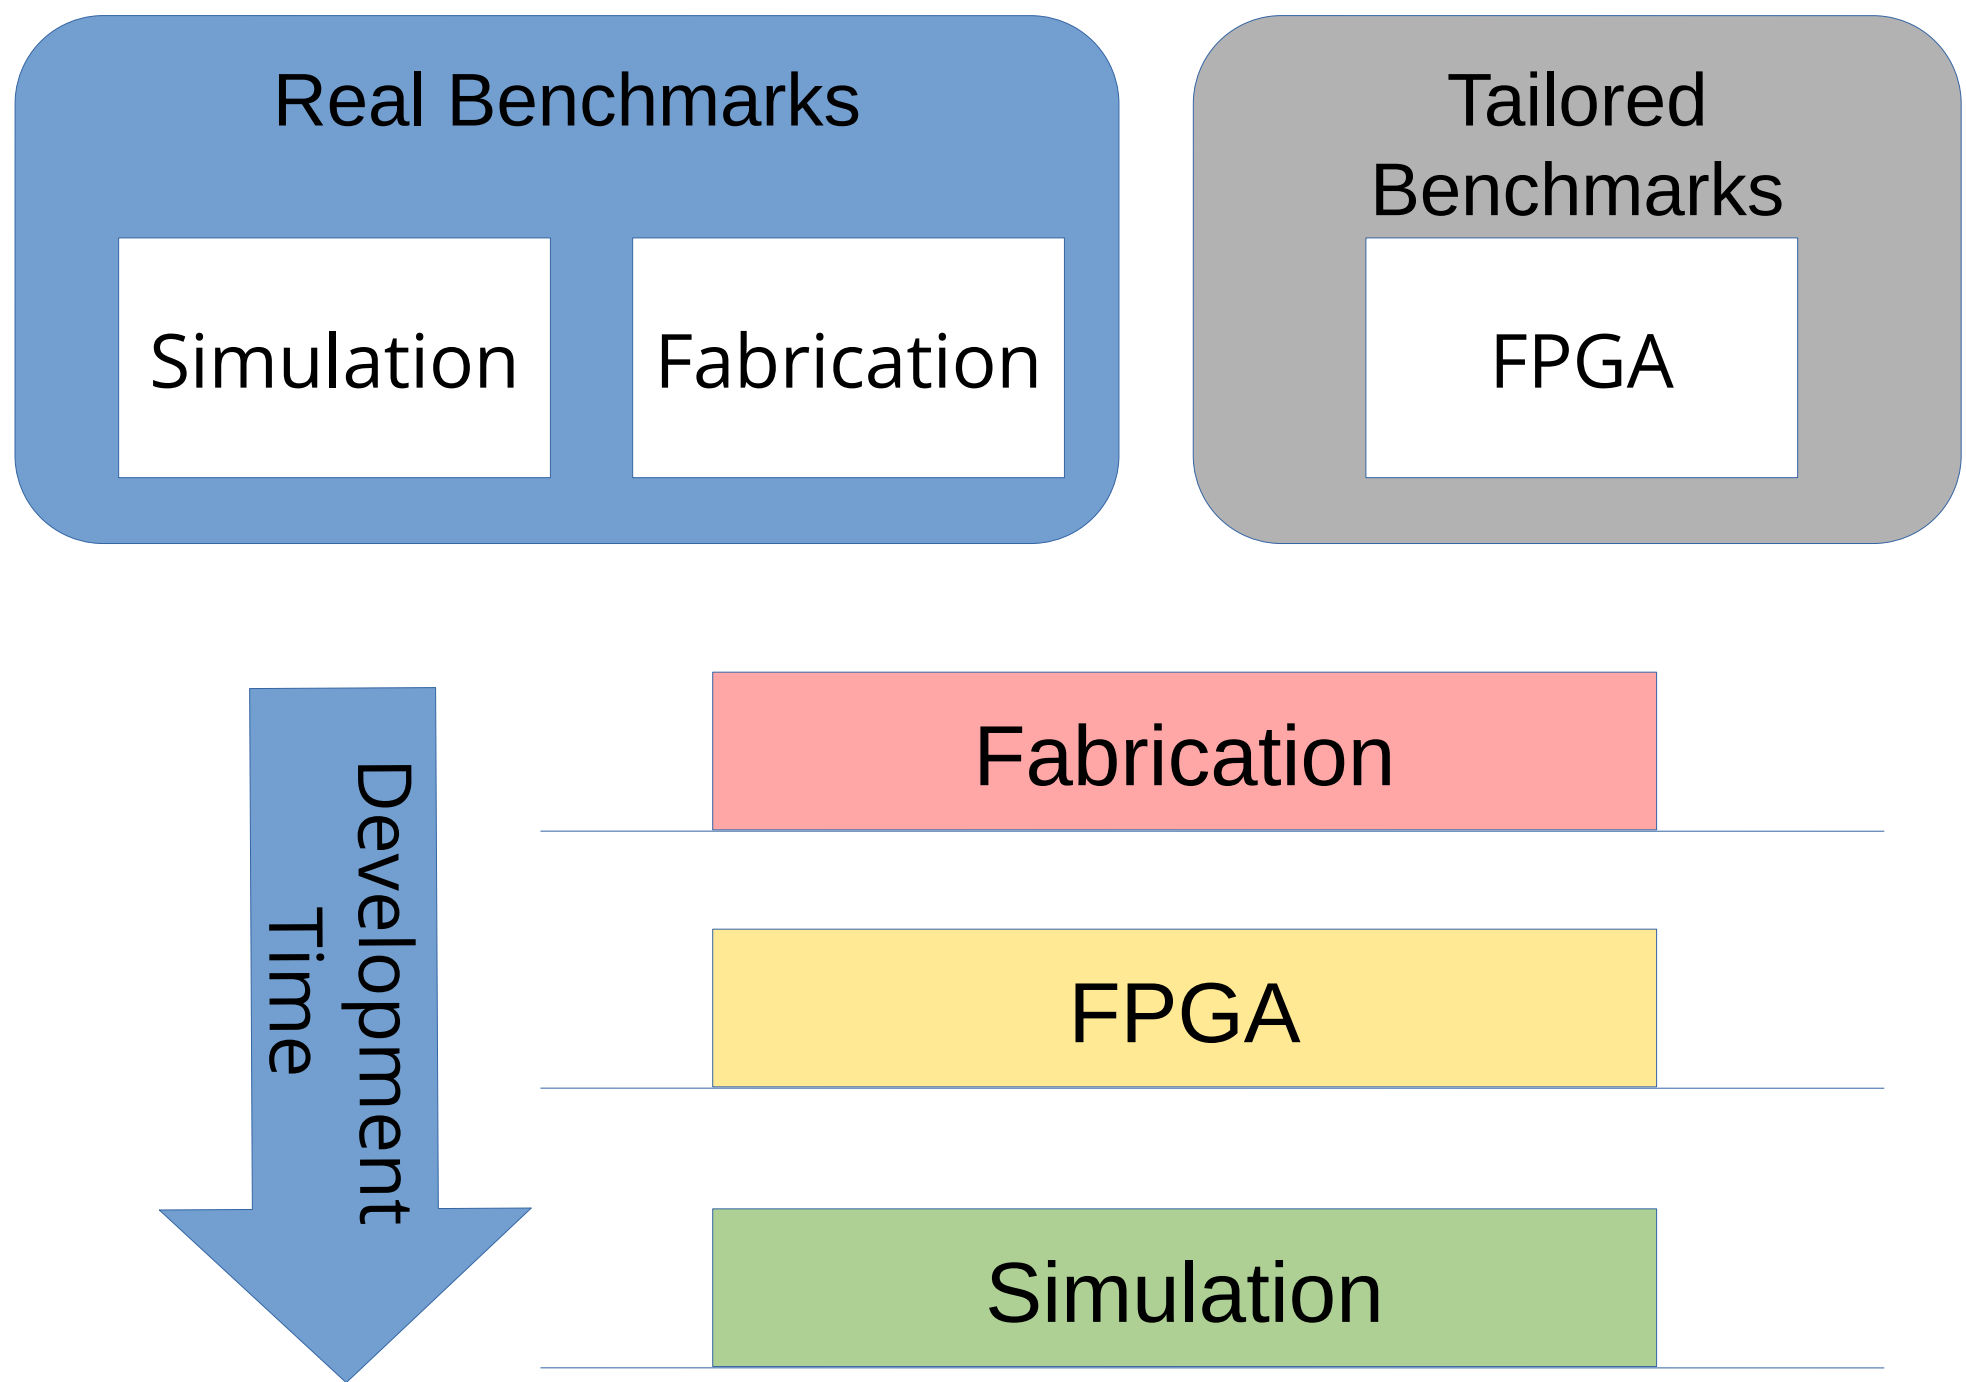 Real Benchmarks
Tailored
Benchmarks
Simulation
Fabrication
FPGA
Development
Time
Fabrication
FPGA
Simulation